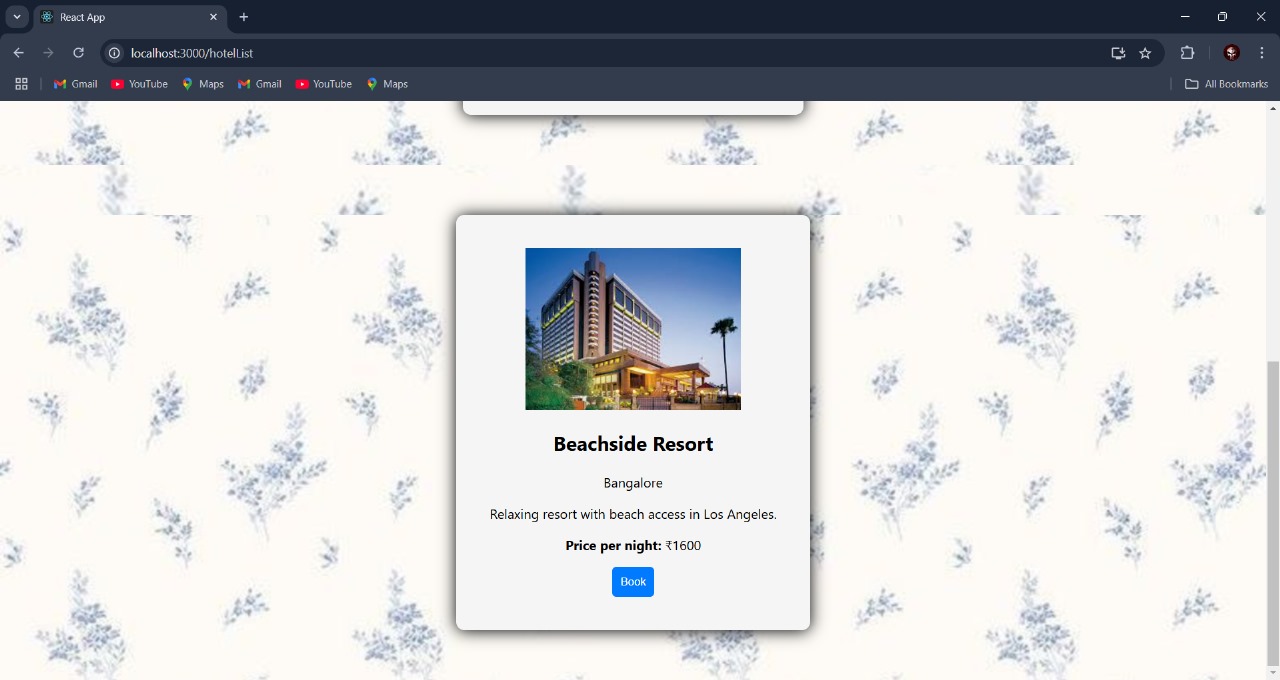 React App
localhost:3000/hotelList
Gmail YouTube Maps Gmail YouTube Maps All Bookmarks
Beachside Resort
Bangalore
Relaxing resort with beach access in Los Angeles.
Price per night: ₹1600
Book